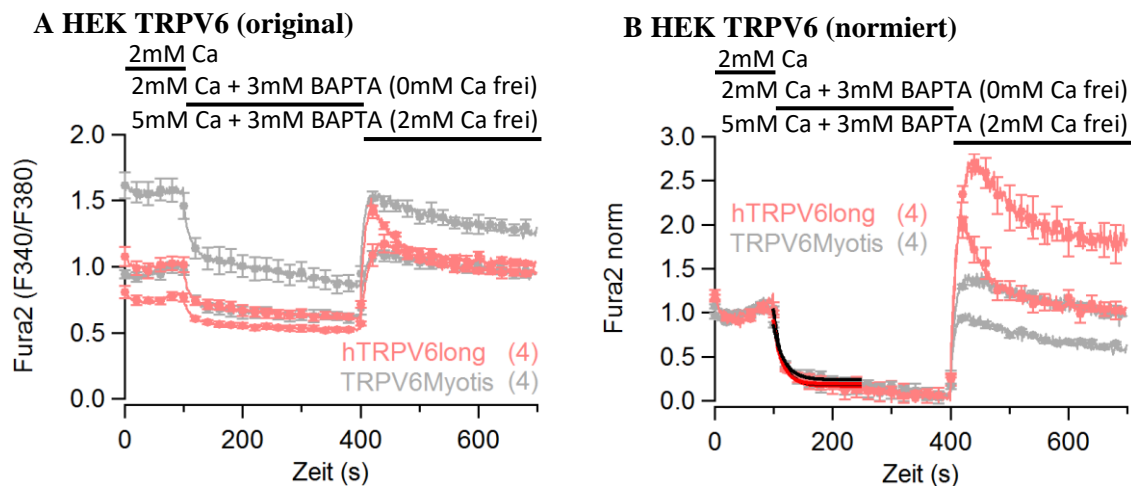 A HEK TRPV6 (original)
2mM Ca
2mM Ca + 3mM BAPTA (0mM Ca frei)
5mM Ca + 3mM BAPTA (2mM Ca frei)
2.0
1.5
1.0
0.5
0.0
Fura2 (F340/F380)
hTRPV6long (4)
TRPV6Myotis (4)
0
200
400
600
Zeit (s)
B HEK TRPV6 (normiert)
2mM Ca
2mM Ca + 3mM BAPTA (0mM Ca frei)
5mM Ca + 3mM BAPTA (2mM Ca frei)
3.0
2.5
2.0
1.5
1.0
0.5
0.0
Fura2 norm
hTRPV6long (4)
TRPV6Myotis (4)
0
200
400
600
Zeit (s)